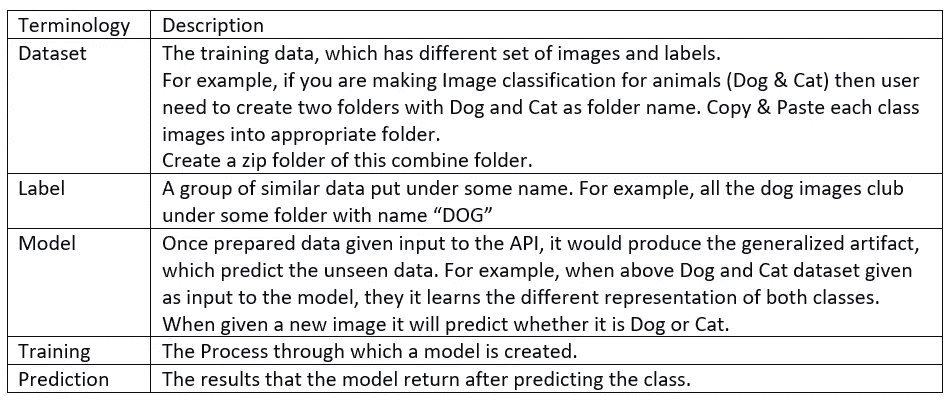 Terminology Description
Dataset The training data, which has different set of images and labels.
For example, if you are making Image classification for animals (Dog & Cat) then user
need to create two folders with Dog and Cat as folder name. Copy & Paste each class
images into appropriate folder.
Create a zip folder of this combine folder.
Label A group of similar data put under some name. For example, all the dog images club
under some folder with name “DOG”
Model Once prepared data given input to the API, it would produce the generalized artifact,
which predict the unseen data. For example, when above Dog and Cat dataset given
as input to the model, they it learns the different representation of both classes.
When given a new image it will predict whether it is Dog or Cat.
Training The Process through which a model is created.
Prediction The results that the model return after predicting the class.